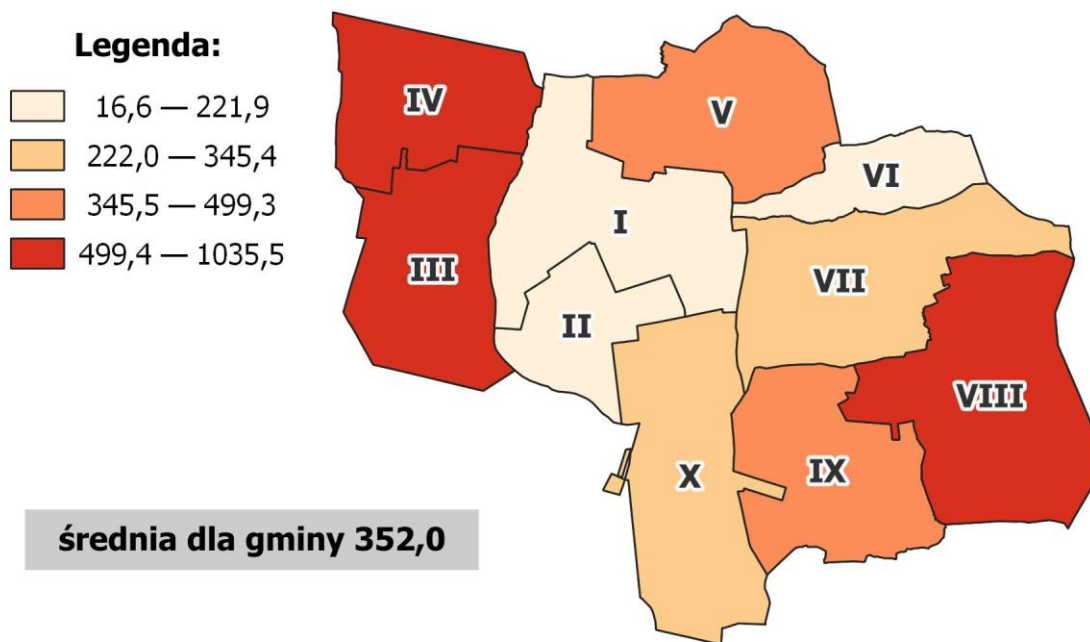 Legenda:
16,6 — 221,9
222,0 — 345,4
345,5 — 499,3
499,4 — 1035,5
IV
V
VI
I
III
VII
II
VIII
X
IX
średnia dla gminy 352,0